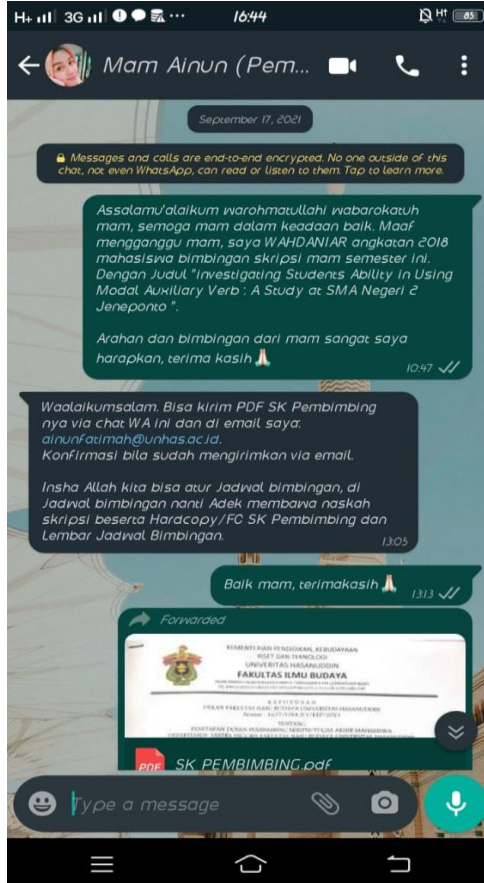 H+ 3G 16:44 85
Mam Ainun (Pem...
September 17, 2021
Messages and calls are end-to-end encrypted. No one outside of this
chat, not even WhatsApp, can read or listen to them. Tap to learn more.
Assalamu'alaikum warohmatullahi wabarokatuh
mam, semoga mam dalam keadaan baik. Maaf
mengganggu mam, saya WAHDANIAR angkatan 2018
mahasiswa bimbingan skripsi mam semester ini.
Dengan Judul "investigating Students Ability in Using
Modal Auxiliary Verb : A Study at SMA Negeri 2
Jeneponto ".
Arahan dan bimbingan dari mam sangat saya
harapkan, terima kasih
10:47
Waalaikumsalam. Bisa kirim PDF SK Pembimbing
nya via chat WA ini dan di email saya:
ainunfatimah@unhas.ac.id.
Konfirmasi bila sudah mengirimkan via email.
Insha Allah kita bisa atur Jadwal bimbingan, di
Jadwal bimbingan nanti Adek membawa naskah
skripsi beserta Hardcopy/FC SK Pembimbing dan
Lembar Jadwal Bimbingan.
13:05
Baik mam, terimakasih
13:13
Forwarded
KEMENTERIAN PENDIDIKAN, KEBUDAYAAN
RISET DAN TEKNOLOGI
UNIVERSITAS HASANUDDIN
FAKULTAS ILMU BUDAYA
KEPUTUSAN
DEKAN FAKULTAS ILMU BUDAYA UNIVERSITAS HASANUDDIN
TENTANG
PDF SK PEMBIMBING.pdf
Type a message